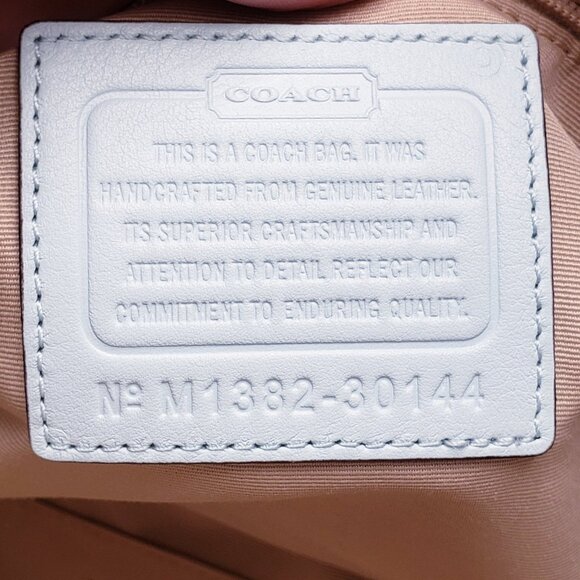 COACH
THIS IS A COACH BAG. IT WAS
HANDCRAFTED FROM GENUINE LEATHER.
ITS SUPERIOR CRAFTSMANSHIP AND
ATTENTION TO DETAIL REFLECT OUR
COMMITMENT TO ENDURING QUALITY.
Nº M1382-30144